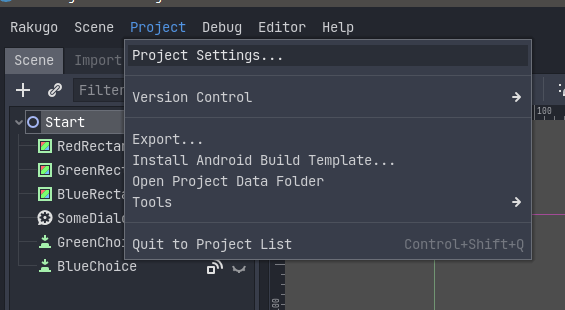 Rakugo Scene Project Debug Editor Help
Scene Import
Project Settings...
Filter
Version Control
Start
Export...
RedRectan
Install Android Build Template...
GreenRect
Open Project Data Folder
BlueRecta
Tools
SomeDialo
GreenChoi
Quit to Project List Control+Shift+Q
BlueChoice
100